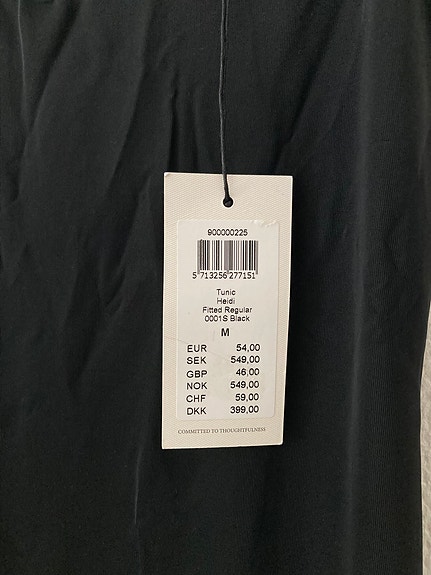 900000225
5 713256 277151
Tunic
Heidi
Fitted Regular
0001S Black
M
EUR 54,00
SEK 549,00
GBP 46,00
NOK 549,00
CHF 59,00
DKK 399,00
COMMITTED TO THOUGHTFULNESS